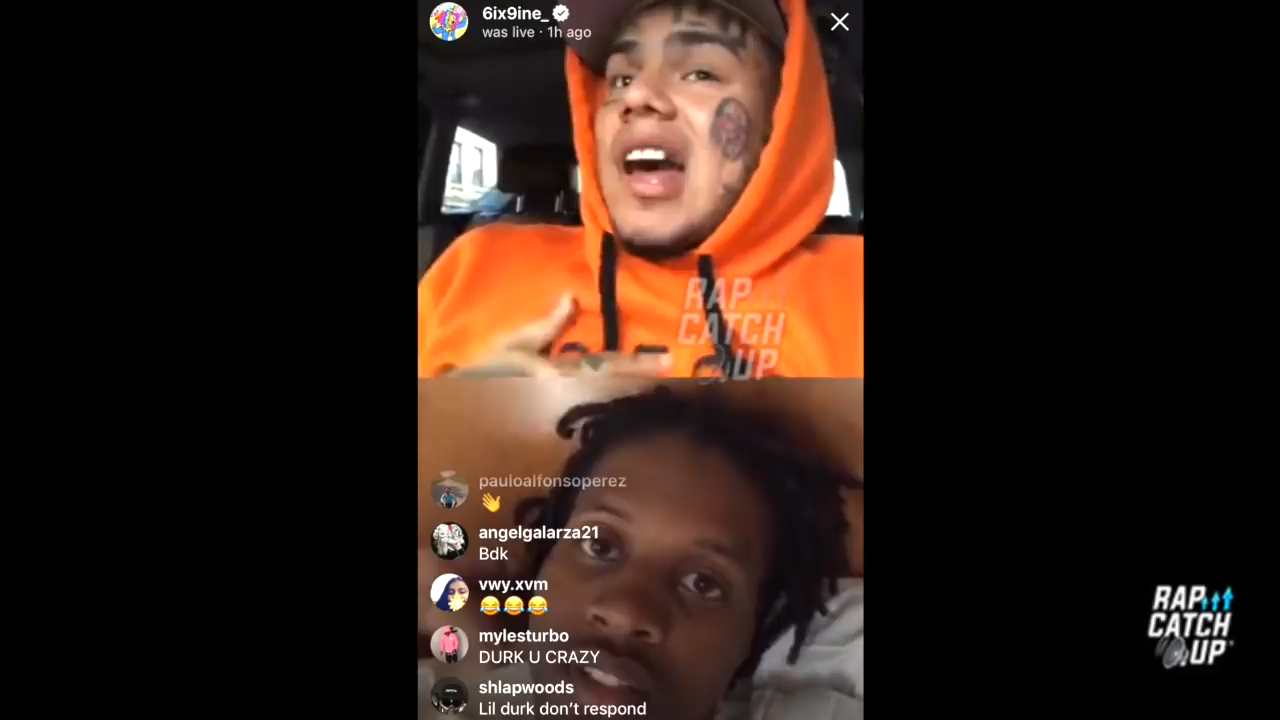 6ix9ine_
was live · 1h ago
RAP
CATCH
UP
pauloalfonsoperez
👋
angelgalarza21
Bdk
vwy.xvm
😂😂😂
mylesturbo
DURK U CRAZY
shlapwoods
Lil durk don’t respond
RAP
CATCH
UP